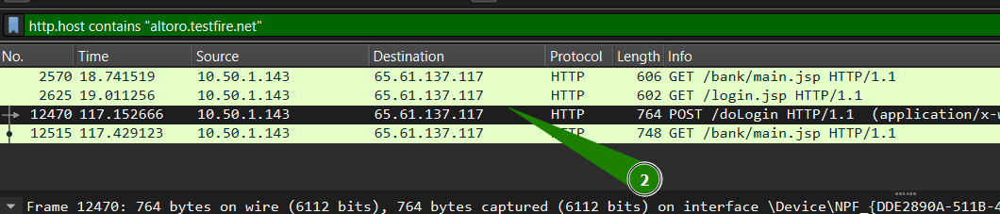 http.host contains "altoro.testfire.net"
No. Time Source Destination Protocol Length Info
2570 18.741519 10.50.1.143 65.61.137.117 HTTP 606 GET /bank/main.jsp HTTP/1.1
2625 19.011256 10.50.1.143 65.61.137.117 HTTP 602 GET /login.jsp HTTP/1.1
12470 117.152666 10.50.1.143 65.61.137.117 HTTP 764 POST /doLogin HTTP/1.1 (application/x-w
12515 117.429123 10.50.1.143 65.61.137.117 HTTP 748 GET /bank/main.jsp HTTP/1.1
2
Frame 12470: 764 bytes on wire (6112 bits), 764 bytes captured (6112 bits) on interface \Device\NPF_{DDE2890A-511B-4